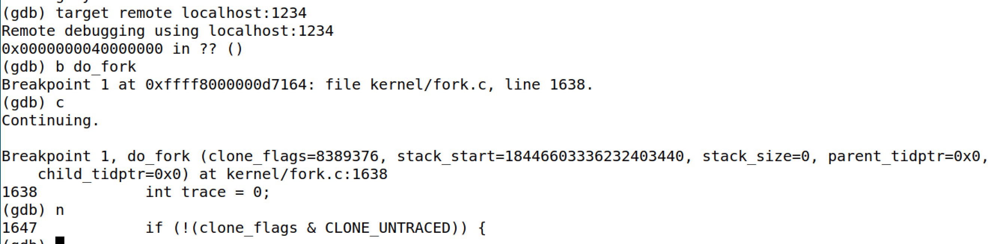 (gdb) target remote localhost:1234
Remote debugging using localhost:1234
0x0000000040000000 in ?? ()
(gdb) b do_fork
Breakpoint 1 at 0xffff8000000d7164: file kernel/fork.c, line 1638.
(gdb) c
Continuing.
Breakpoint 1, do_fork (clone_flags=8389376, stack_start=18446603336232403440, stack_size=0, parent_tidptr=0x0,
    child_tidptr=0x0) at kernel/fork.c:1638
1638            int trace = 0;
(gdb) n
1647            if (!(clone_flags & CLONE_UNTRACED)) {
(gdb)